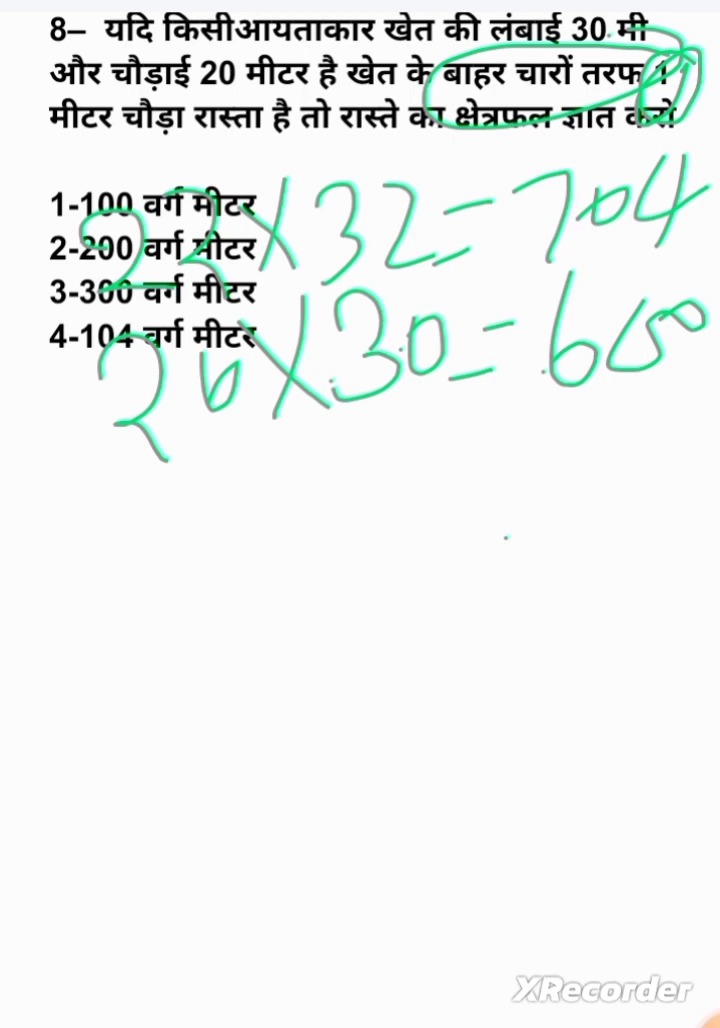 8– यदि किसीआयताकार खेत की लंबाई 30 मी
और चौड़ाई 20 मीटर है खेत के बाहर चारों तरफ 1
मीटर चौड़ा रास्ता है तो रास्ते का क्षेत्रफल ज्ञात करो
1-100 वर्ग मीटर
22×32=704
2-200 वर्ग मीटर
3-300 वर्ग मीटर
4-104 वर्ग मीटर
20×30=600
XRecorder